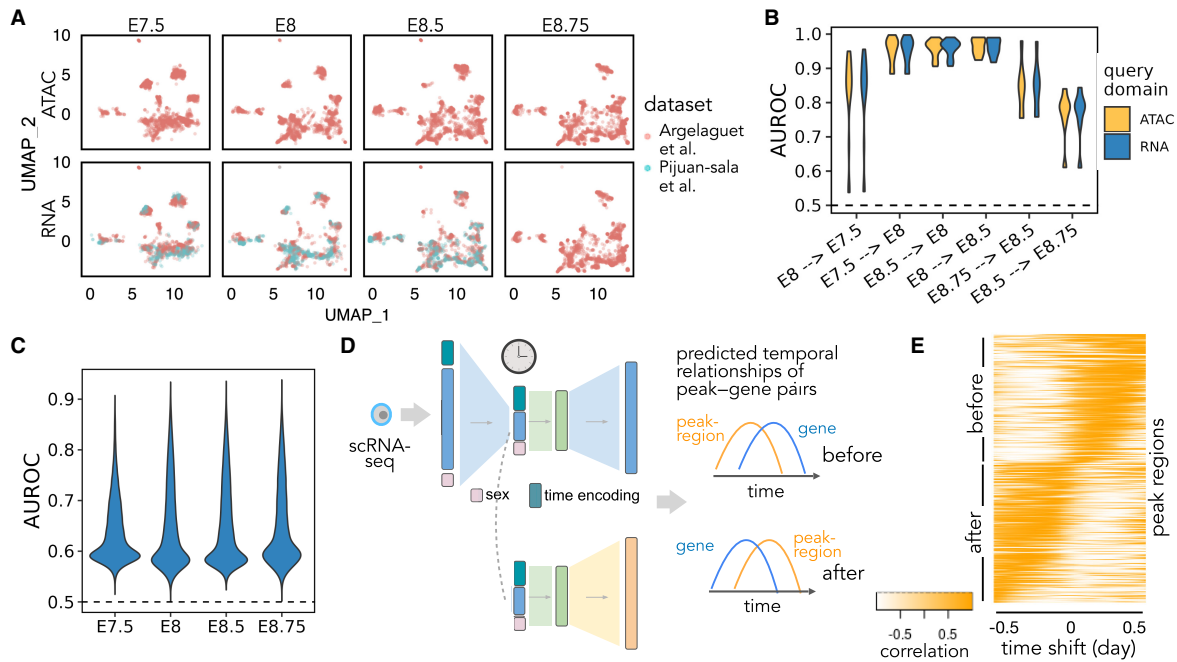 A
E7.5
E8
E8.5
E8.75
10
5
0
ATAC
UMAP_2
10
5
0
RNA
0
5
10
0
5
10
0
5
10
0
5
10
UMAP_1
dataset
Argelaguet
et al.
Pijuan-sala
et al.
B
1.0
0.9
0.8
0.7
0.6
0.5
AUROC
E8 --> E7.5
E7.5 --> E8
E8.5 --> E8
E8 --> E8.5
E8.75 --> E8.5
E8.5 --> E8.75
query
domain
ATAC
RNA
C
0.9
0.8
0.7
0.6
0.5
AUROC
E7.5
E8
E8.5
E8.75
D
scRNA-
seq
sex
time encoding
predicted temporal
relationships of
peak–gene pairs
peak-
region
gene
before
time
gene
peak-
region
after
time
E
before
after
peak regions
-0.5
0
0.5
time shift (day)
-0.5
0.5
correlation